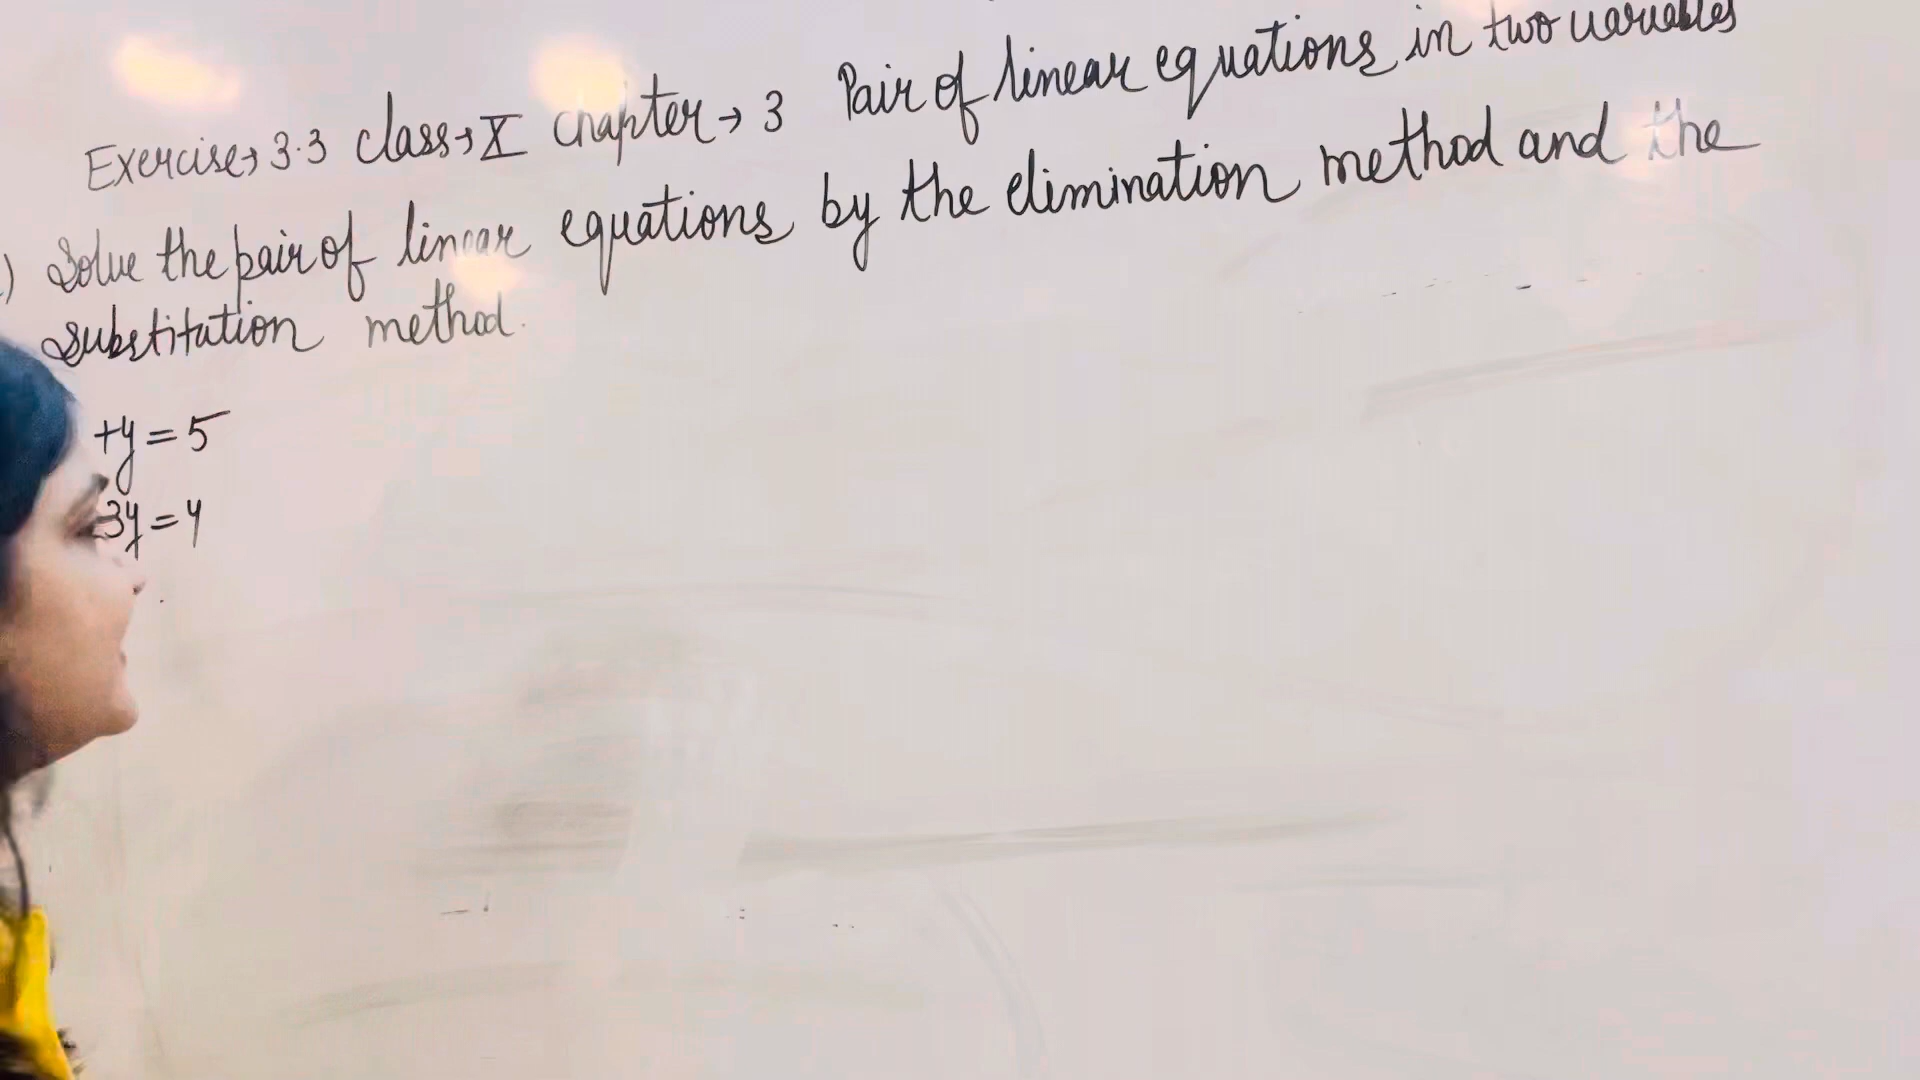 Exercise→ 3.3 class→ X chapter→ 3 Pair of linear equations in two variables
) Solve the pair of linear equations by the elimination method and the
substitution method.
+y = 5
3y = 4